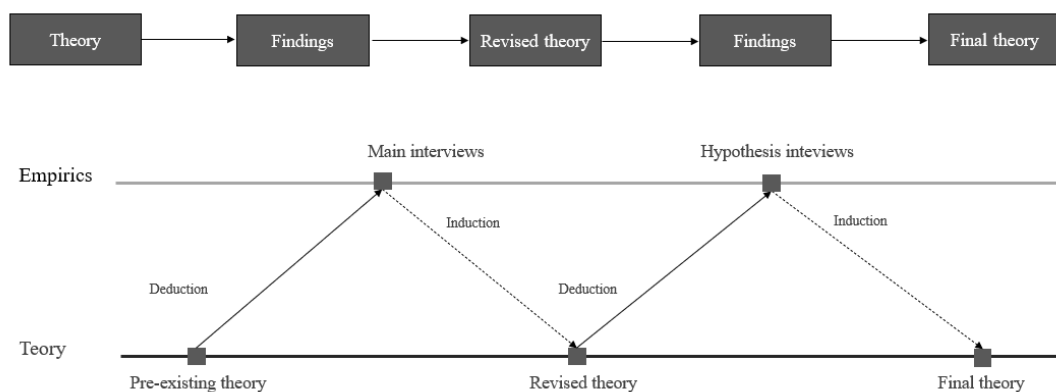 Theory
Findings
Revised theory
Findings
Final theory
Main interviews
Hypothesis inteviews
Empirics
Induction
Induction
Deduction
Deduction
Teory
Pre-existing theory
Revised theory
Final theory